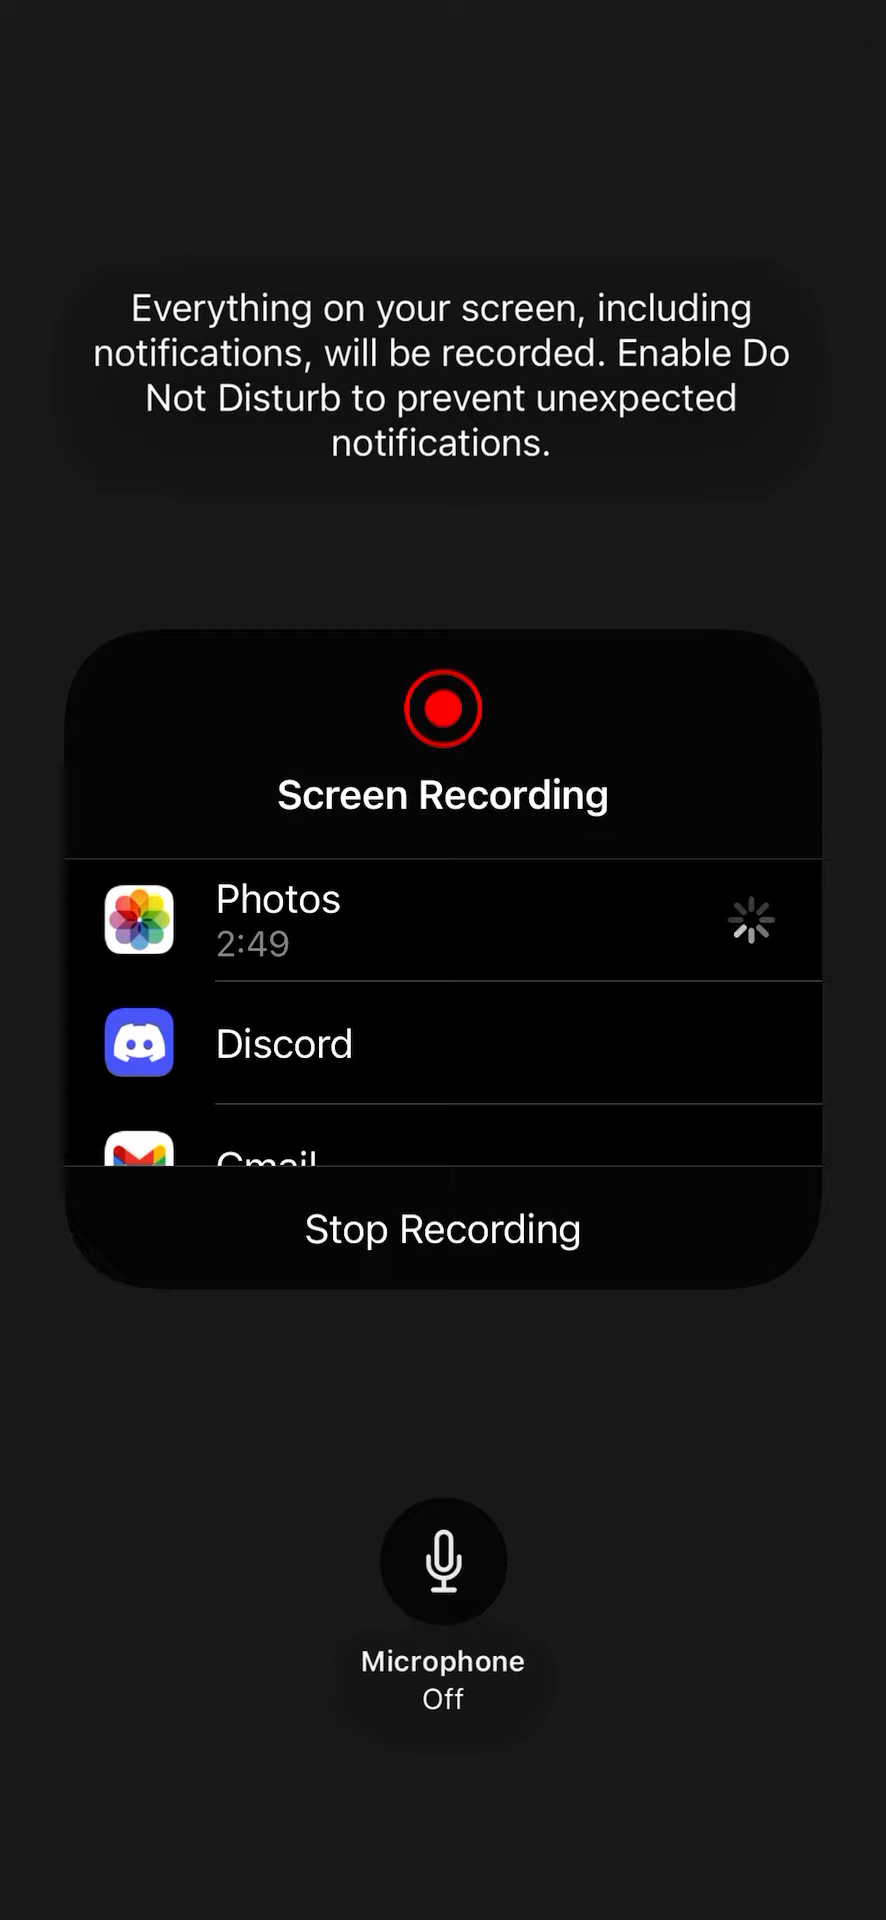 Everything on your screen, including
notifications, will be recorded. Enable Do
Not Disturb to prevent unexpected
notifications.
Screen Recording
Photos
2:49
Discord
Gmail
Stop Recording
Microphone
Off